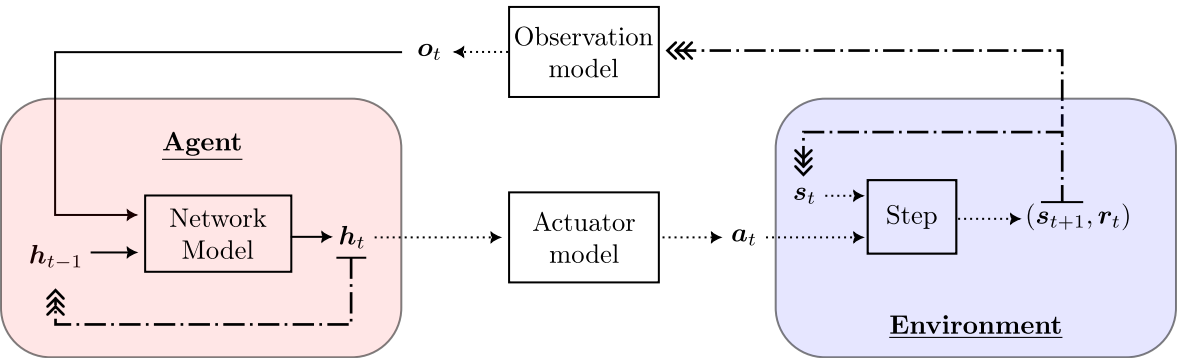 Observation
model
o_t
Agent
Network
Model
h_{t-1}
h_t
Actuator
model
a_t
s_t
Step
(s_{t+1}, r_t)
Environment